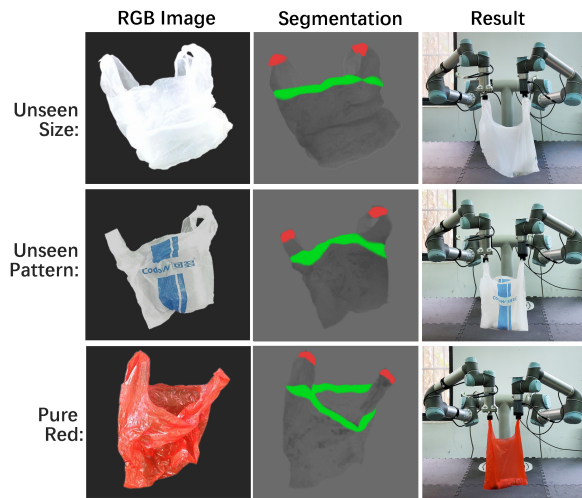 RGB Image
Segmentation
Result
Unseen
Size:
Unseen
Pattern:
Pure
Red: